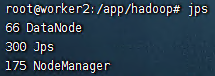 root@worker2:/app/hadoop# jps
66 DataNode
300 Jps
175 NodeManager